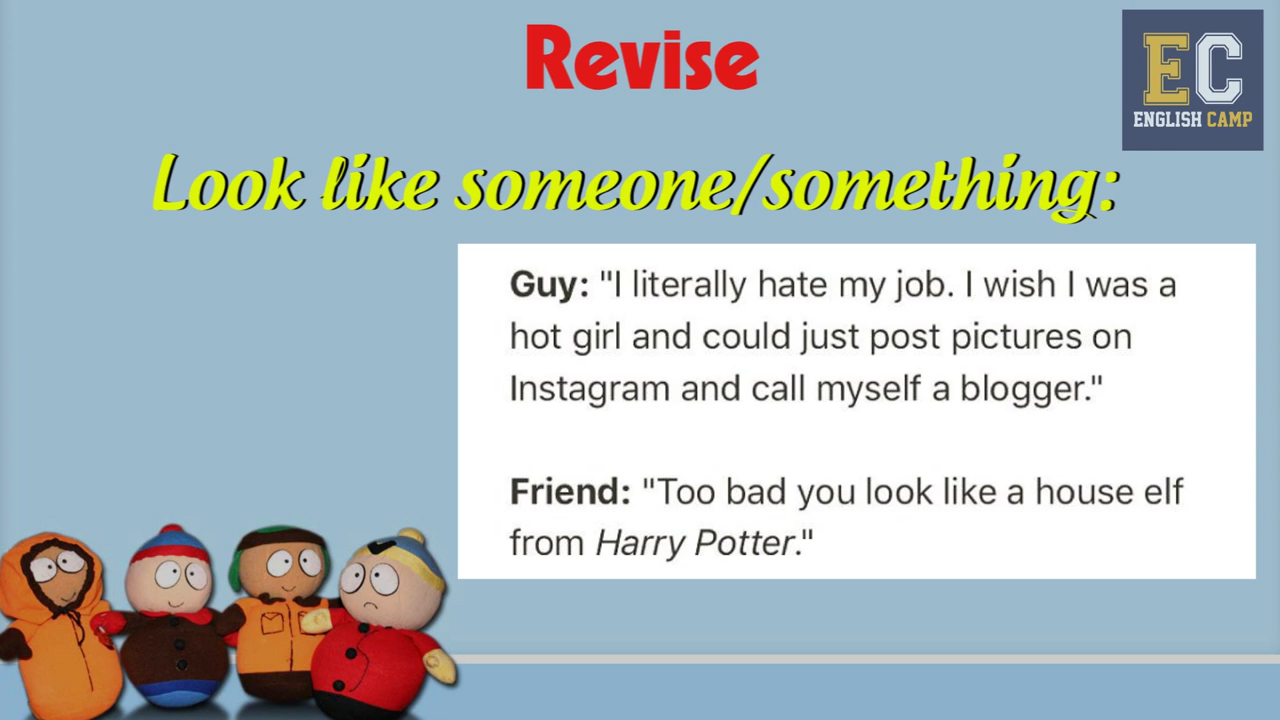 Revise
EC
ENGLISH CAMP
Look like someone/something:
Guy: "I literally hate my job. I wish I was a
hot girl and could just post pictures on
Instagram and call myself a blogger."
Friend: "Too bad you look like a house elf
from Harry Potter."